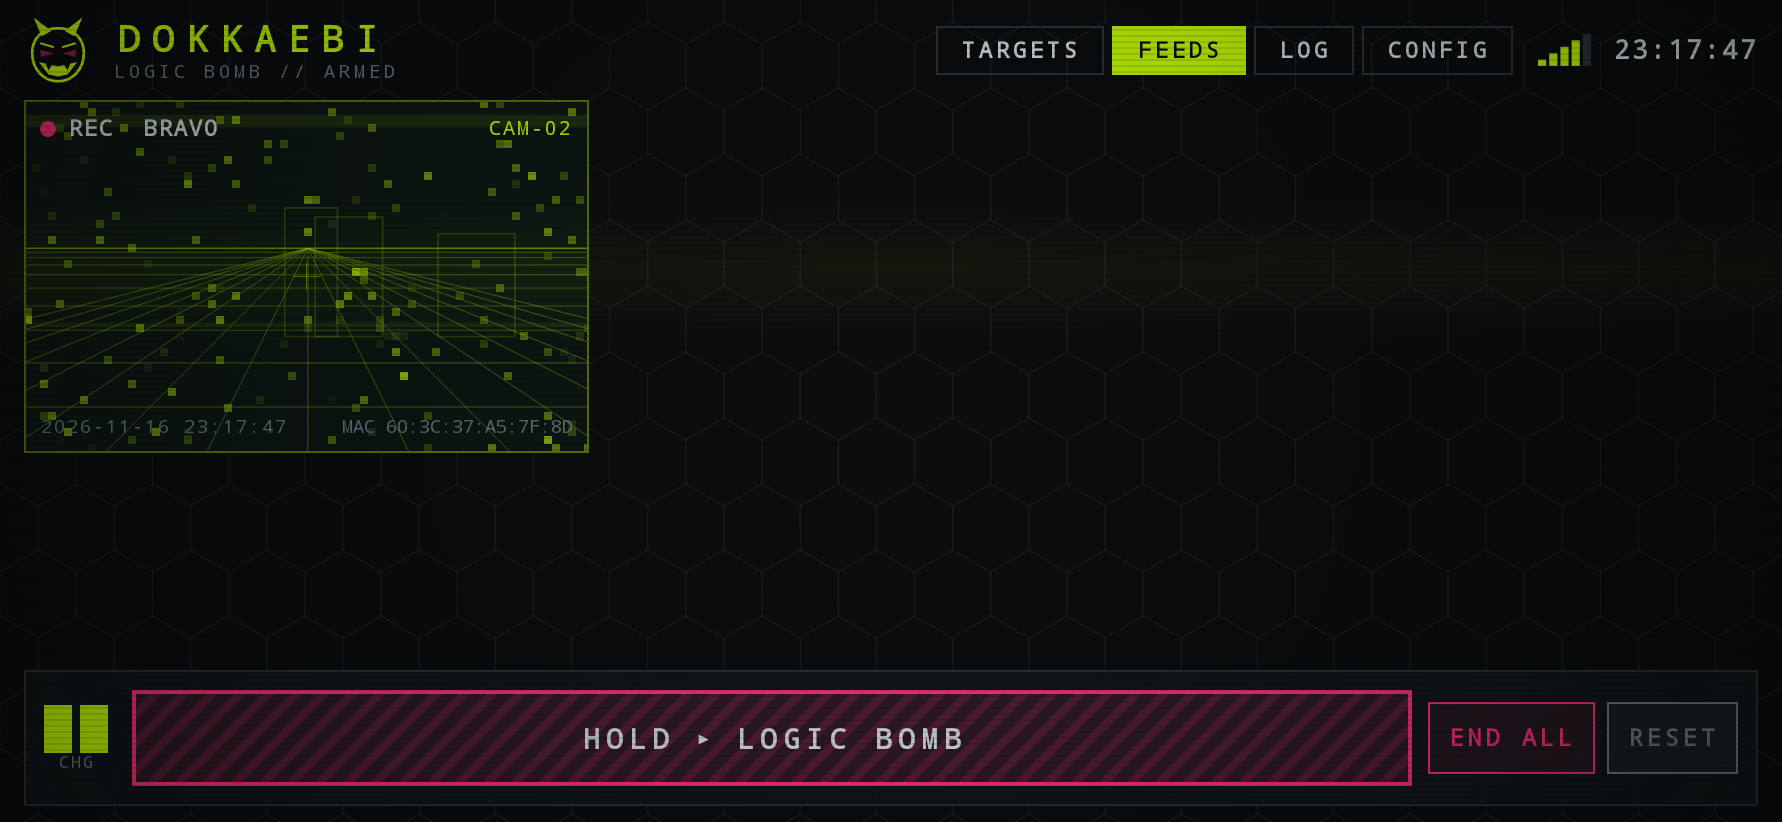 DOKKAEBI
LOGIC BOMB // ARMED
TARGETS FEEDS LOG CONFIG 23:17:47
REC BRAVO CAM-02
2026-11-16 23:17:47 MAC 60:3C:37:A5:7F:8D
CHG
HOLD ▸ LOGIC BOMB
END ALL
RESET